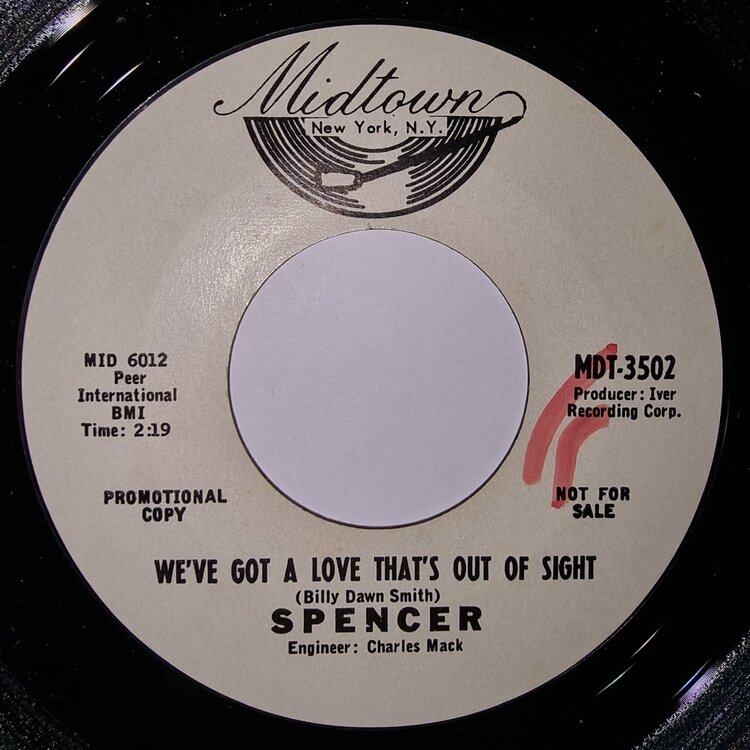 Midtown
New York, N.Y.
MID 6012
Peer
International
BMI
Time: 2:19
MDT-3502
Producer: Iver
Recording Corp.
PROMOTIONAL
COPY
NOT FOR
SALE
WE'VE GOT A LOVE THAT'S OUT OF SIGHT
(Billy Dawn Smith)
SPENCER
Engineer: Charles Mack